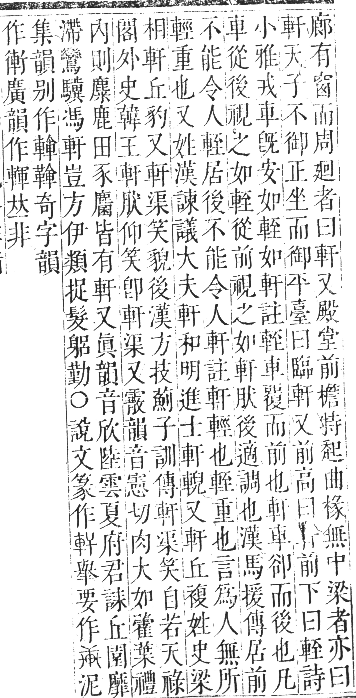 廊有窗而周廻者曰軒又殿堂前檐特起曲椽無中梁者亦曰
軒天子不御正坐而御平臺曰臨軒又前高曰軒前下曰輊詩
小雅戎車旣安如輊如軒註輊車覆而前也軒車卻而後也凡
車從後視之如輊從前視之如軒肰後適調也漢馬援傳居前
不能令人輊居後不能令人軒註軒輕也輊重也言爲人無所
輕重也又姓漢諫議大夫軒和明進士軒輗又軒丘複姓史梁
相軒丘豹又軒渠笑貌後漢方技薊子訓傳軒渠笑自若天祿
閣外史韓王軒肰仰笑卽軒渠又霰韻音憲切肉大如藿葉禮
內則麋鹿田豕麕皆有軒又眞韻音欣陸雲夏府君誄丘園靡
滯鸞驥馮軒豈方伊類捉髮躬勤○說文篆作軒舉要作𨊻泥
集韻別作䡣鶾奇字韻
作𨋕廣韻作𨋒𠀤非